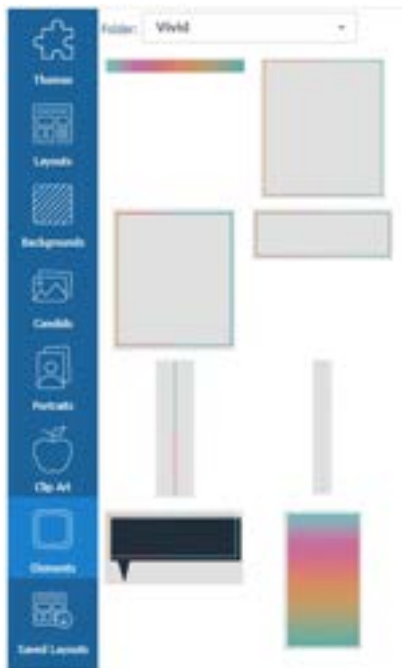 Folder: Vivid
Themes
Layouts
Backgrounds
Candids
Portraits
Clip Art
Elements
Saved Layouts